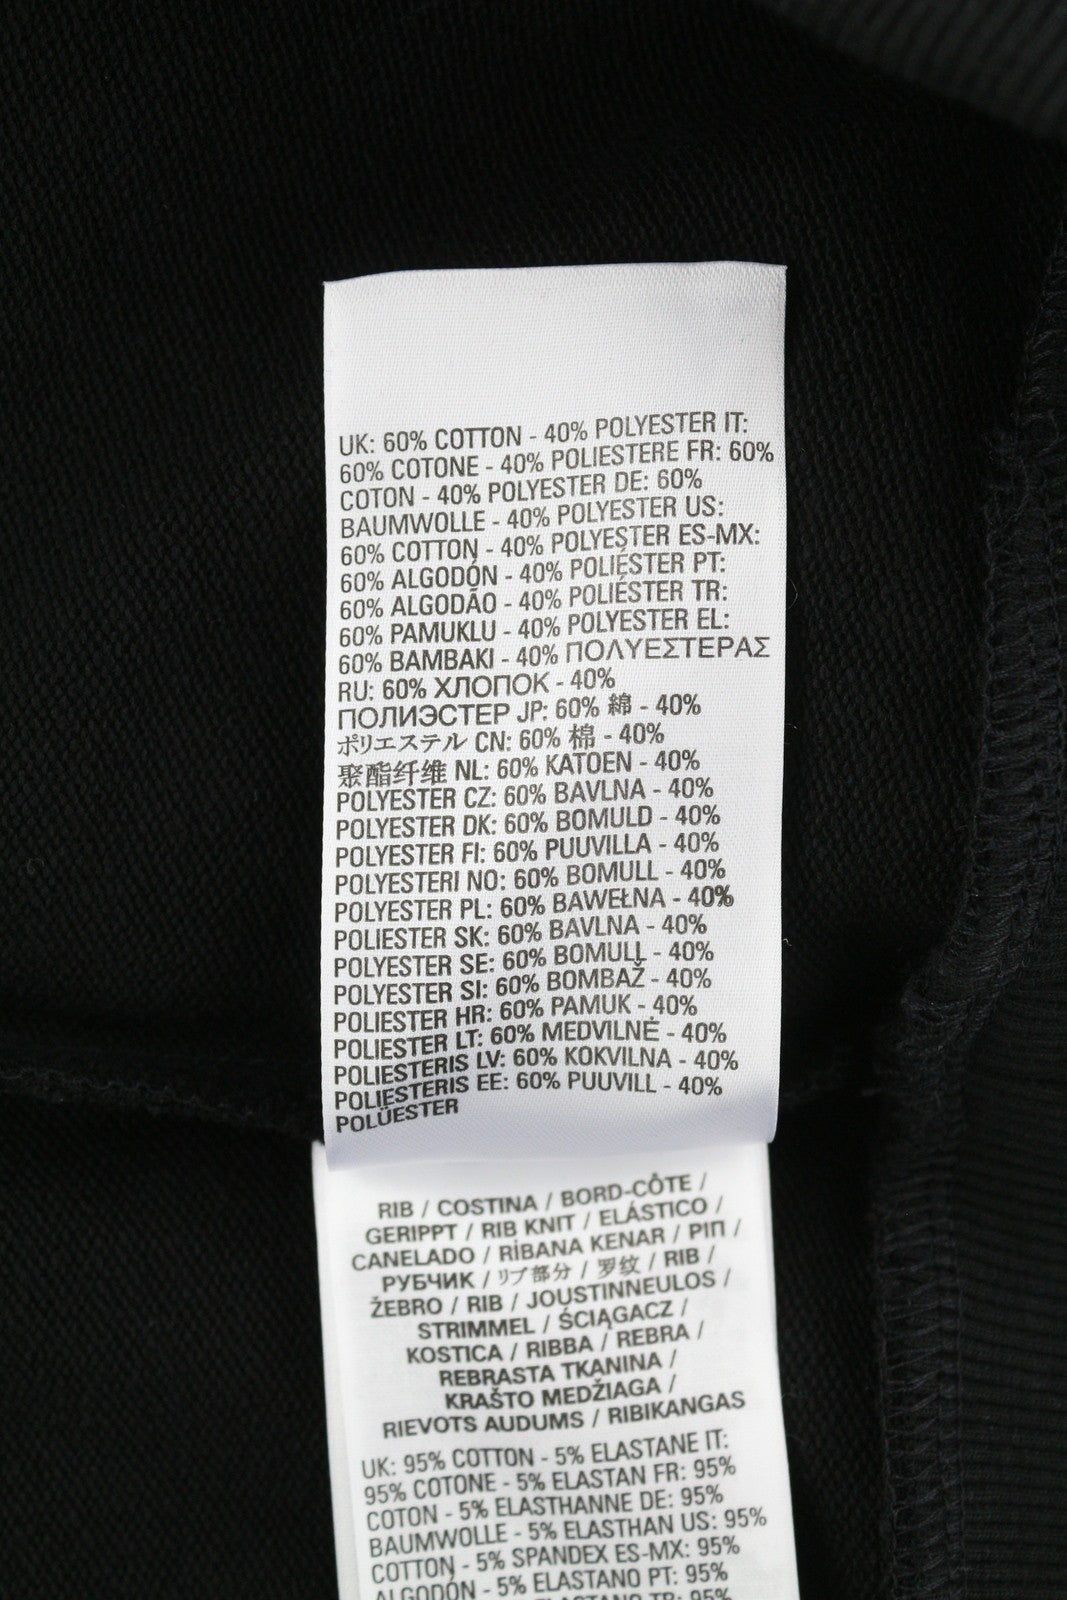 UK: 60% COTTON - 40% POLYESTER IT:
60% COTONE - 40% POLIESTERE FR: 60%
COTON - 40% POLYESTER DE: 60%
BAUMWOLLE - 40% POLYESTER US:
60% COTTON - 40% POLYESTER ES-MX:
60% ALGODÓN - 40% POLIÉSTER PT:
60% ALGODÃO - 40% POLIÉSTER TR:
60% PAMUKLU - 40% POLYESTER EL:
60% BAMBAKI - 40% ΠΟΛΥΕΣΤΕΡΑΣ
RU: 60% ХЛОПОК - 40%
ПОЛИЭСТЕР JP: 60% 綿 - 40%
ポリエステル CN: 60% 棉 - 40%
聚酯纤维 NL: 60% KATOEN - 40%
POLYESTER CZ: 60% BAVLNA - 40%
POLYESTER DK: 60% BOMULD - 40%
POLYESTER FI: 60% PUUVILLA - 40%
POLYESTERI NO: 60% BOMULL - 40%
POLYESTER PL: 60% BAWEŁNA - 40%
POLIESTER SK: 60% BAVLNA - 40%
POLYESTER SE: 60% BOMULL - 40%
POLYESTER SI: 60% BOMBAŽ - 40%
POLIESTER HR: 60% PAMUK - 40%
POLIESTER LT: 60% MEDVILNĖ - 40%
POLIESTERIS LV: 60% KOKVILNA - 40%
POLIESTERIS EE: 60% PUUVILL - 40%
POLÜESTER
RIB / COSTINA / BORD-CÔTE /
GERIPPT / RIB KNIT / ELÁSTICO /
CANELADO / RİBANA KENAR / ΡΙΠ /
РУБЧИК / リブ部分 / 罗纹 / RIB /
ŽEBRO / RIB / JOUSTINNEULOS /
STRIMMEL / ŚCIĄGACZ /
KOSTICA / RIBBA / REBRA /
REBRASTA TKANINA /
KRAŠTO MEDŽIAGA /
RIEVOTS AUDUMS / RIBIKANGAS
UK: 95% COTTON - 5% ELASTANE IT:
95% COTONE - 5% ELASTAN FR: 95%
COTON - 5% ELASTHANNE DE: 95%
BAUMWOLLE - 5% ELASTHAN US: 95%
COTTON - 5% SPANDEX ES-MX: 95%
ALGODÓN - 5% ELASTANO PT: 95%